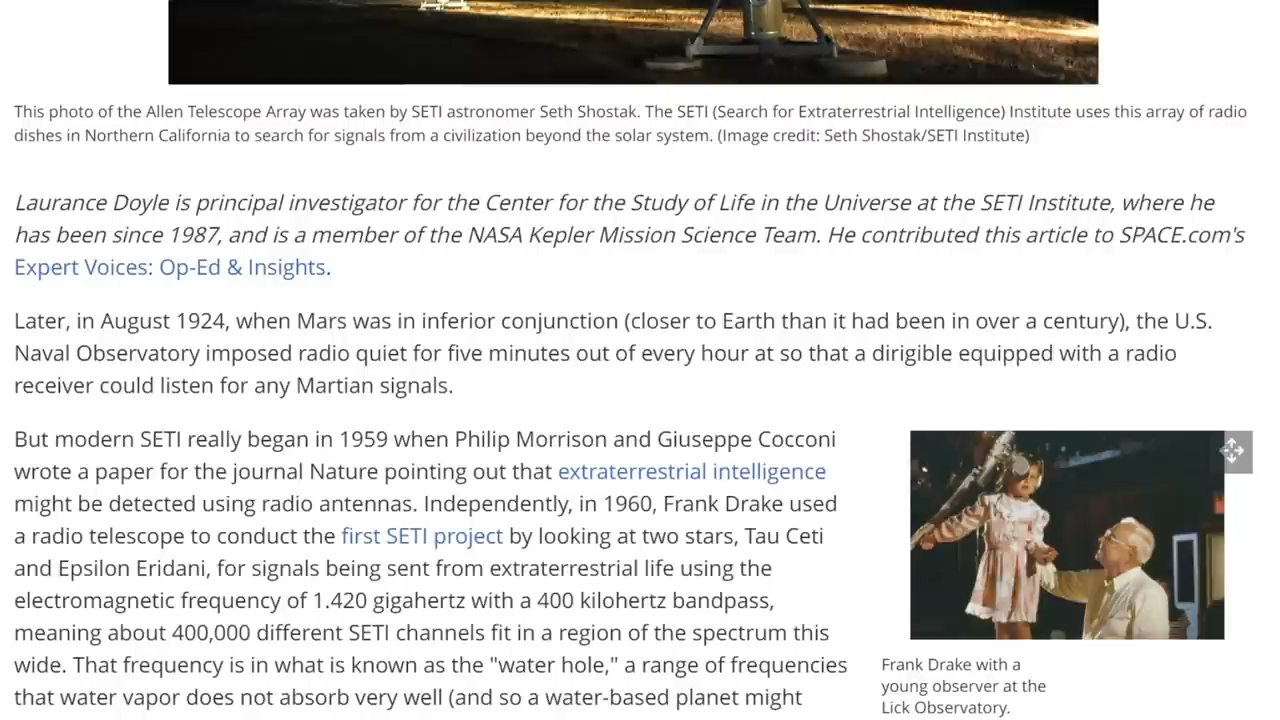 This photo of the Allen Telescope Array was taken by SETI astronomer Seth Shostak. The SETI (Search for Extraterrestrial Intelligence) Institute uses this array of radio
dishes in Northern California to search for signals from a civilization beyond the solar system. (Image credit: Seth Shostak/SETI Institute)
Laurance Doyle is principal investigator for the Center for the Study of Life in the Universe at the SETI Institute, where he
has been since 1987, and is a member of the NASA Kepler Mission Science Team. He contributed this article to SPACE.com's
Expert Voices: Op-Ed & Insights.
Later, in August 1924, when Mars was in inferior conjunction (closer to Earth than it had been in over a century), the U.S.
Naval Observatory imposed radio quiet for five minutes out of every hour at so that a dirigible equipped with a radio
receiver could listen for any Martian signals.
But modern SETI really began in 1959 when Philip Morrison and Giuseppe Cocconi
wrote a paper for the journal Nature pointing out that extraterrestrial intelligence
might be detected using radio antennas. Independently, in 1960, Frank Drake used
a radio telescope to conduct the first SETI project by looking at two stars, Tau Ceti
and Epsilon Eridani, for signals being sent from extraterrestrial life using the
electromagnetic frequency of 1.420 gigahertz with a 400 kilohertz bandpass,
meaning about 400,000 different SETI channels fit in a region of the spectrum this
wide. That frequency is in what is known as the "water hole," a range of frequencies
that water vapor does not absorb very well (and so a water-based planet might
Frank Drake with a
young observer at the
Lick Observatory.